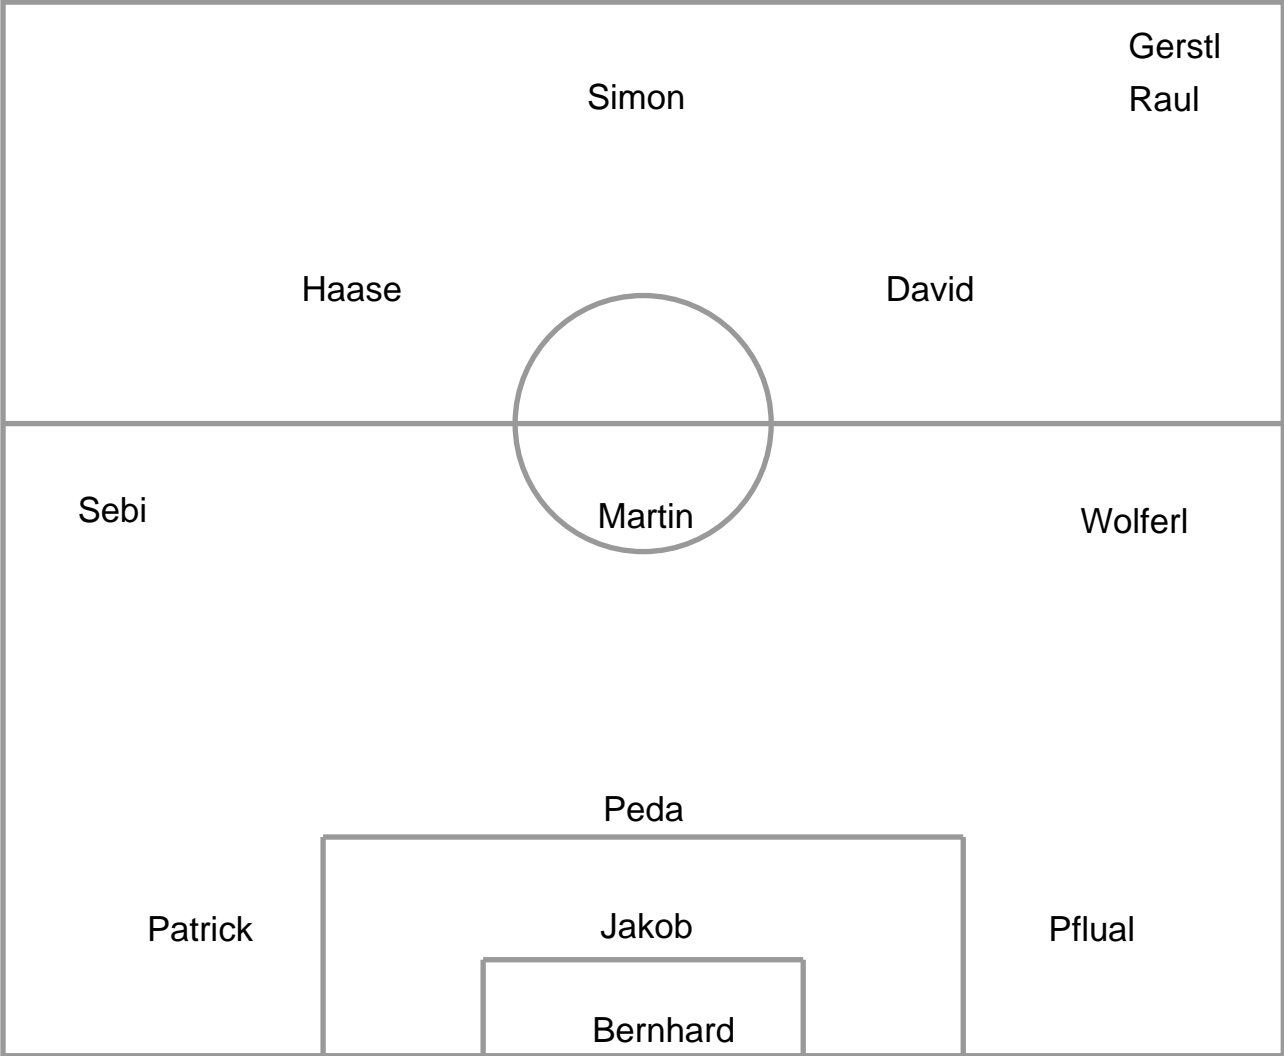 Gerstl
Simon
Raul
Haase
David
Sebi
Martin
Wolferl
Peda
Patrick
Jakob
Pflual
Bernhard